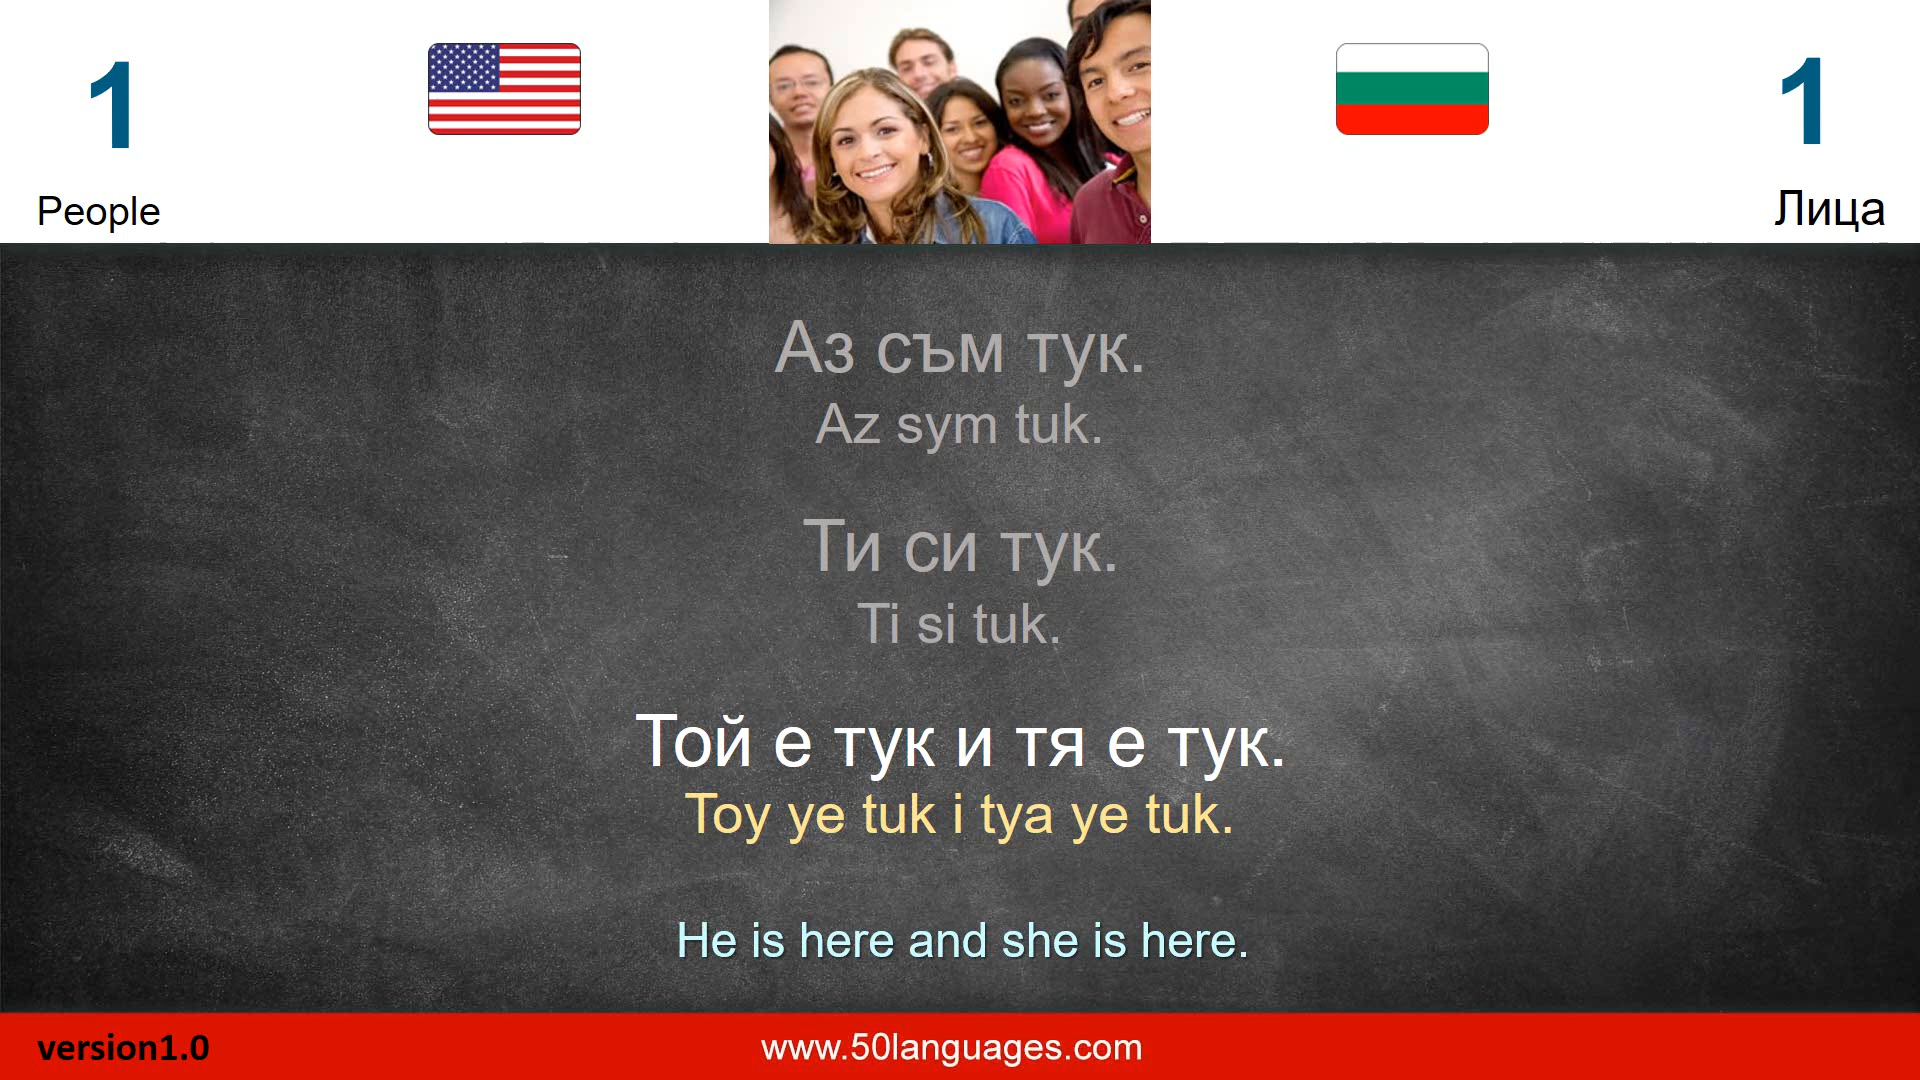 1
1
People
Лица
Аз съм тук.
Az sym tuk.
Ти си тук.
Ti si tuk.
Той е тук и тя е тук.
Toy ye tuk i tya ye tuk.
He is here and she is here.
version1.0
www.50languages.com